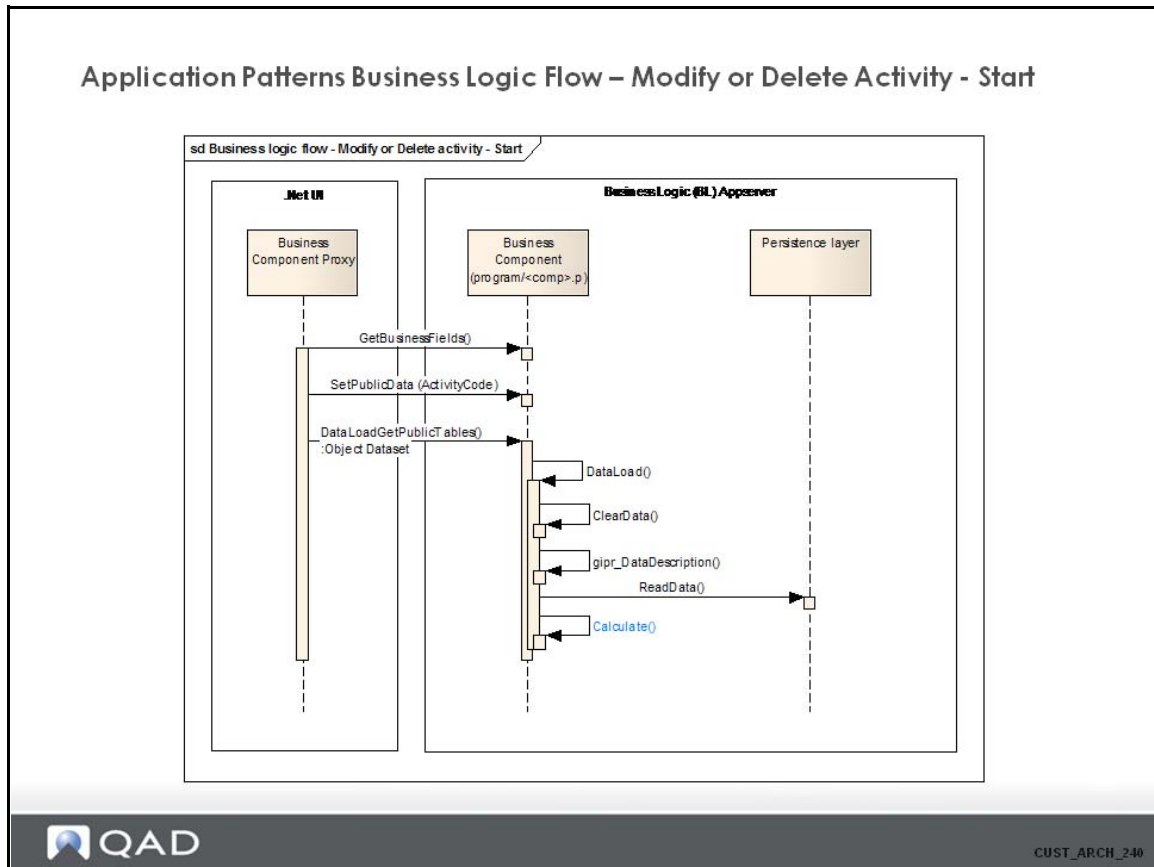 Application Patterns Business Logic Flow – Modify or Delete Activity - Start
sd Business logic flow - Modify or Delete activity - Start
.Net UI
Business Logic (BL) Appserver
Business
Component Proxy
Business
Component
(program/<comp>.p)
Persistence layer
GetBusinessFields()
SetPublicData (ActivityCode)
DataLoadGetPublicTables()
:Object Dataset
DataLoad()
ClearData()
gipr_DataDescription()
ReadData()
Calculate()
QAD
CUST_ARCH_240